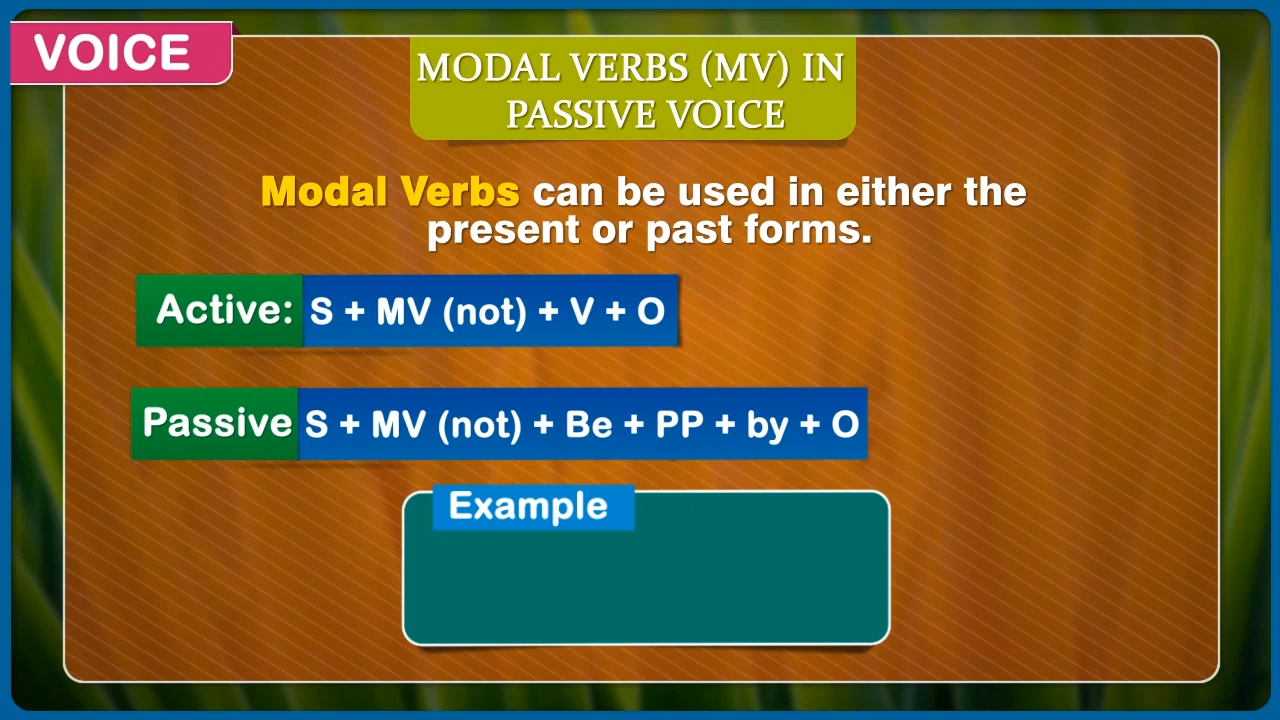 VOICE
MODAL VERBS (MV) IN
PASSIVE VOICE
Modal Verbs can be used in either the
present or past forms.
Active: S + MV (not) + V + O
Passive S + MV (not) + Be + PP + by + O
Example